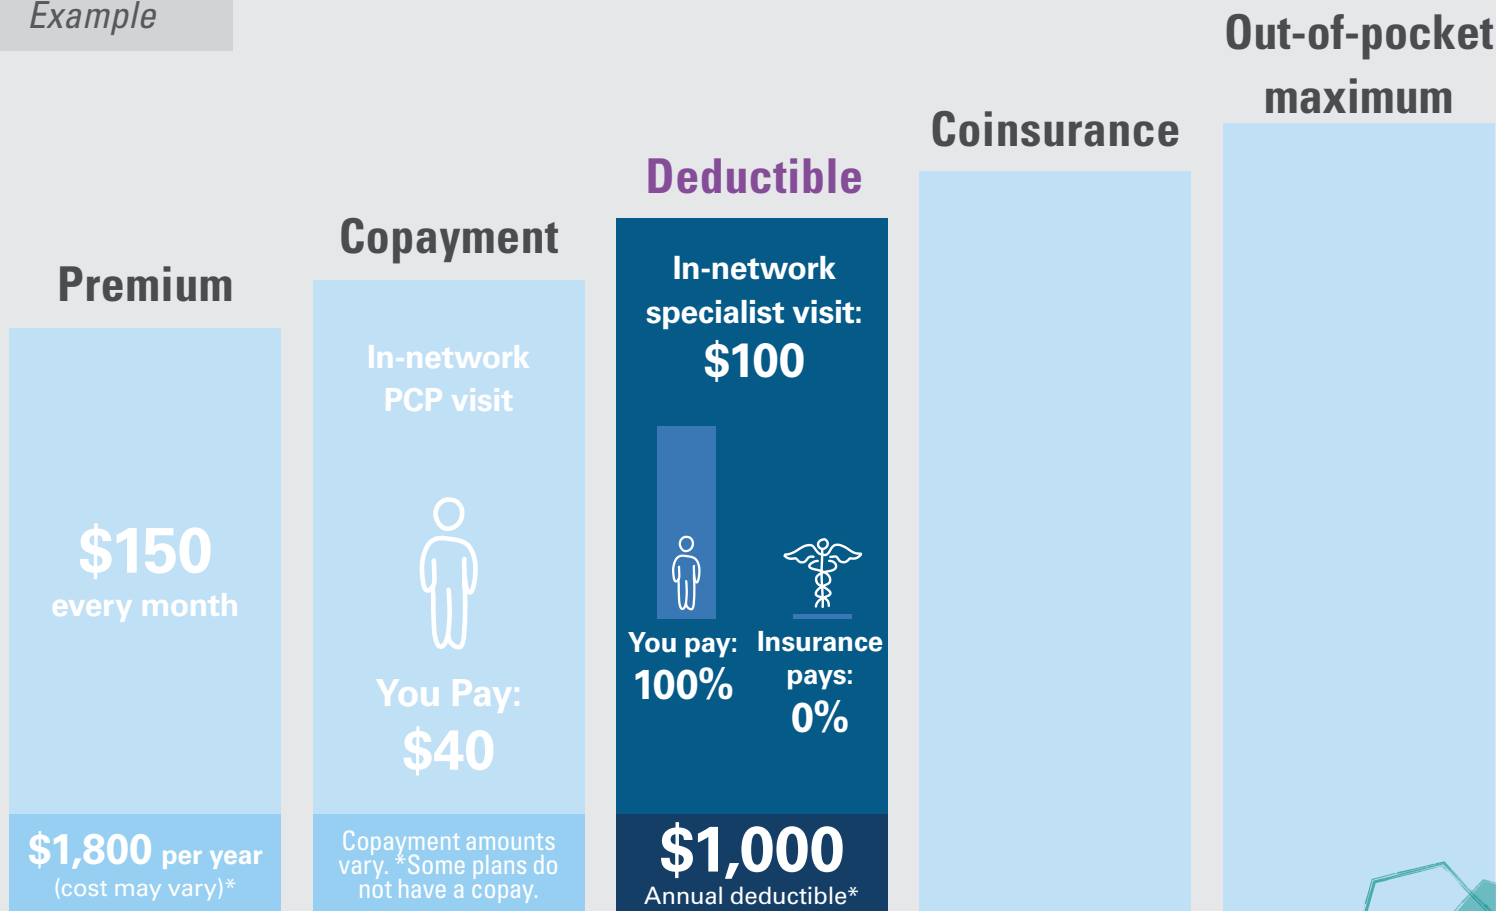 Example
Premium
$150
every month
$1,800 per year
(cost may vary)*
Copayment
In-network
PCP visit
You Pay:
$40
Copayment amounts
vary. *Some plans do
not have a copay.
Deductible
In-network
specialist visit:
$100
You pay:
100%
Insurance
pays:
0%
$1,000
Annual deductible*
Coinsurance
Out-of-pocket
maximum